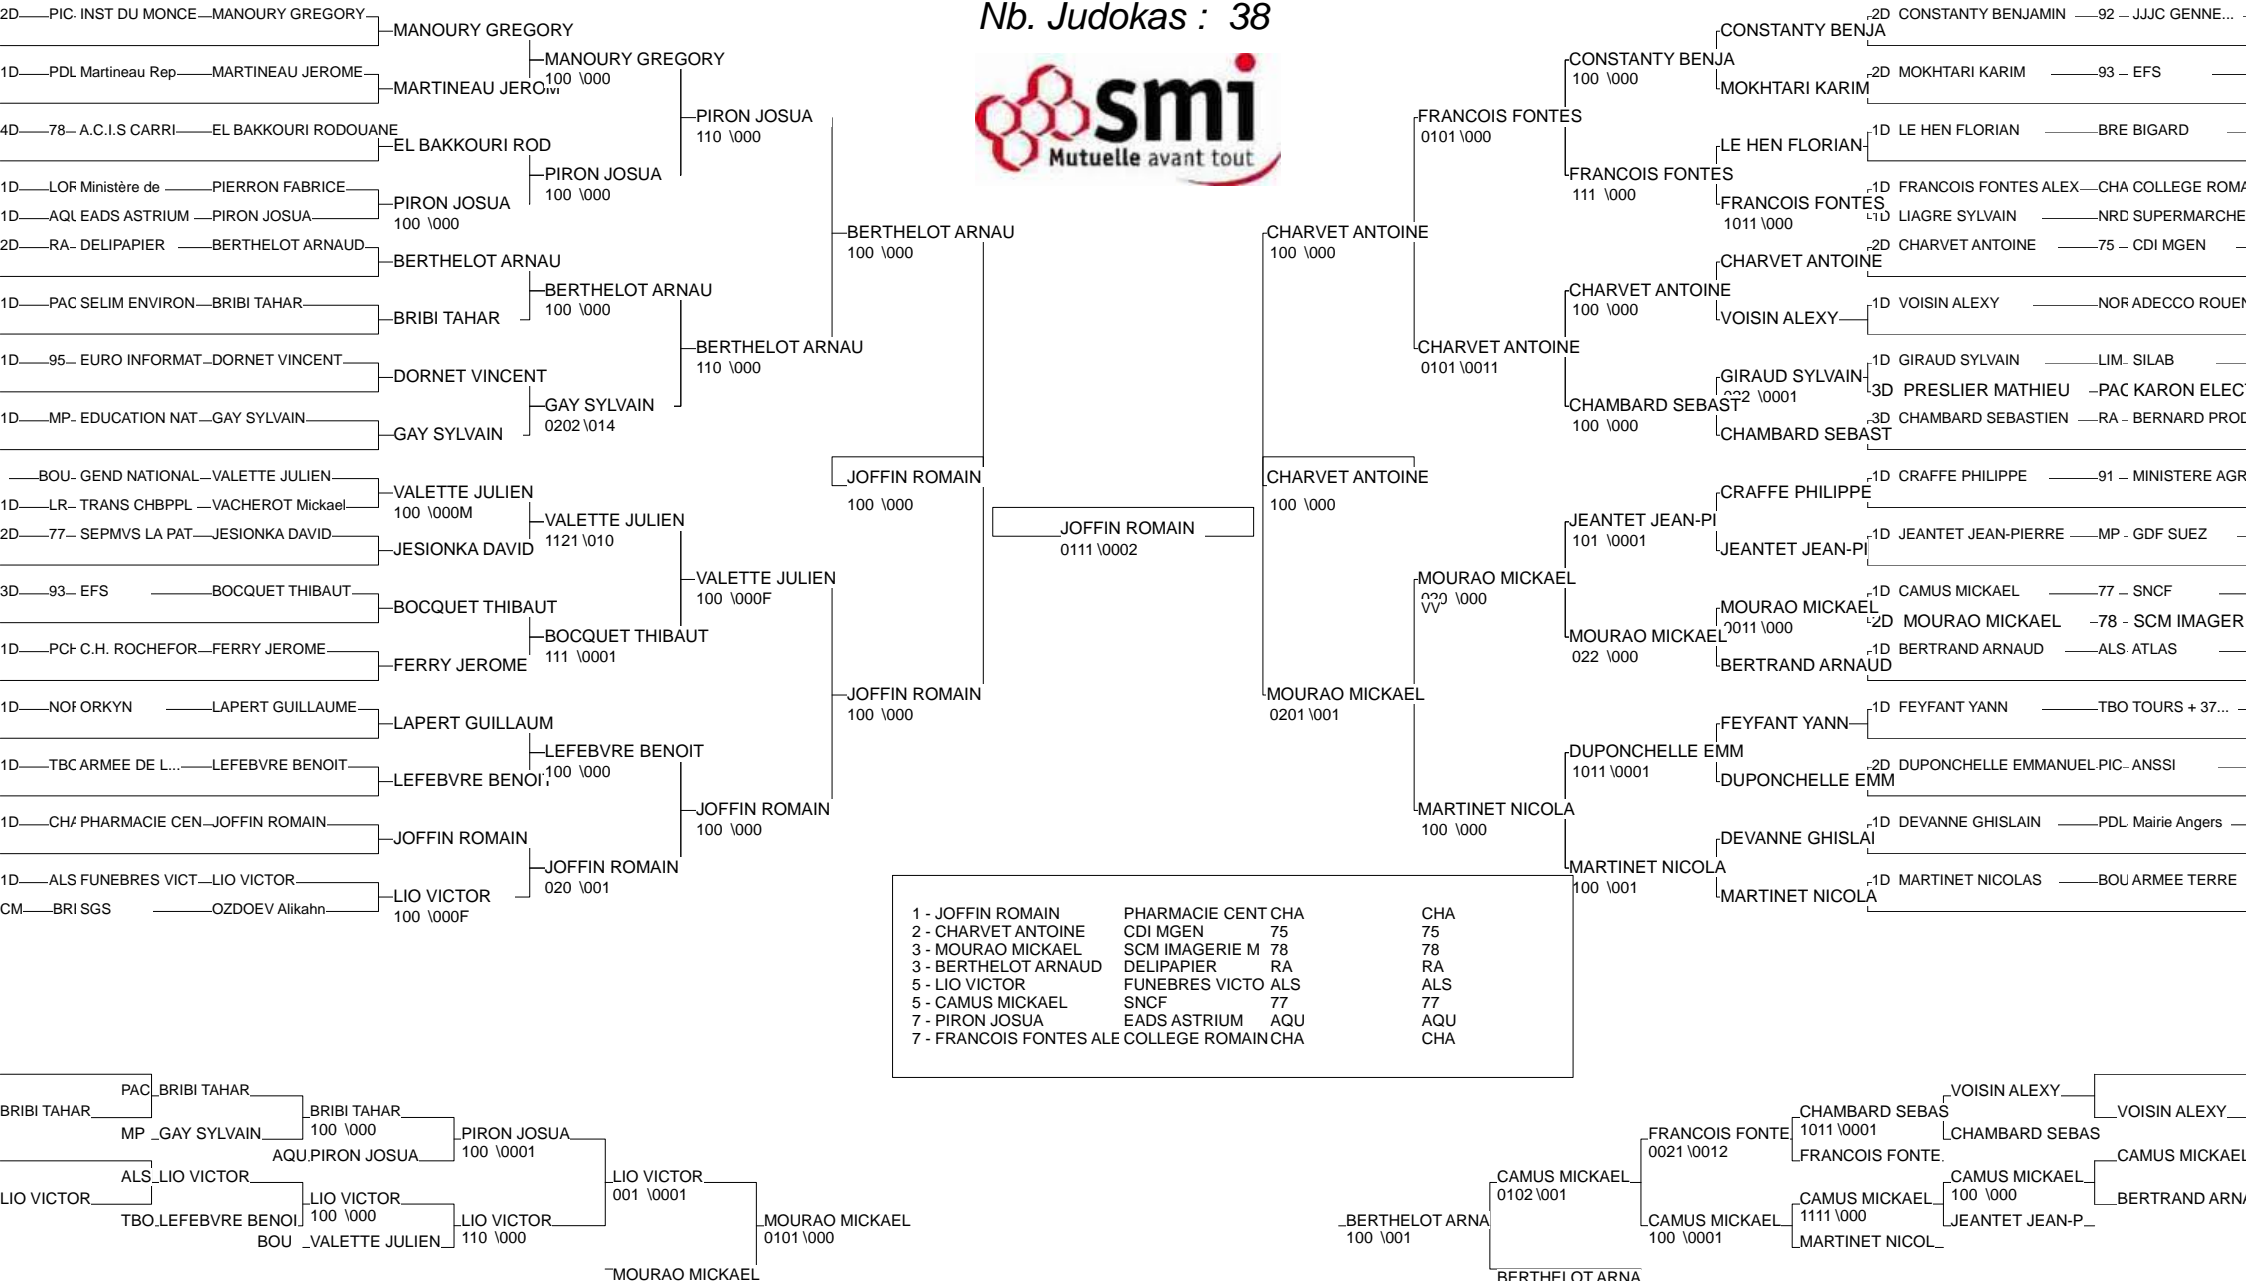 Nb. Judokas : 38
smi
Mutuelle avant tout
2D PIC INST DU MONCE MANOURY GREGORY
1D PDL Martineau Rep MARTINEAU JEROME
4D 78 A.C.I.S CARRI EL BAKKOURI RODOUANE
1D LOR Ministère de PIERRON FABRICE
1D AQU EADS ASTRIUM PIRON JOSUA
2D RA DELIPAPIER BERTHELOT ARNAUD
1D PAC SELIM ENVIRON BRIBI TAHAR
1D 95 EURO INFORMAT DORNET VINCENT
1D MP EDUCATION NAT GAY SYLVAIN
BOU GEND NATIONAL VALETTE JULIEN
1D LR TRANS CHBPPL VACHEROT Mickael
2D 77 SEPMVS LA PAT JESIONKA DAVID
3D 93 EFS BOCQUET THIBAUT
1D PCH C.H. ROCHEFOR FERRY JEROME
1D NOR ORKYN LAPERT GUILLAUME
1D TBO ARMEE DE L... LEFEBVRE BENOIT
1D CHA PHARMACIE CEN JOFFIN ROMAIN
1D ALS FUNEBRES VICT LIO VICTOR
CM BRI SGS OZDOEV Alikahn
MANOURY GREGORY
MARTINEAU JEROM
EL BAKKOURI ROD
PIRON JOSUA
100 \000
BERTHELOT ARNAU
BRIBI TAHAR
DORNET VINCENT
GAY SYLVAIN
VALETTE JULIEN
100 \000M
JESIONKA DAVID
BOCQUET THIBAUT
FERRY JEROME
LAPERT GUILLAUM
LEFEBVRE BENOIT
JOFFIN ROMAIN
LIO VICTOR
100 \000F
MANOURY GREGORY
100 \000
PIRON JOSUA
100 \000
BERTHELOT ARNAU
100 \000
GAY SYLVAIN
0202 \014
VALETTE JULIEN
1121 \010
BOCQUET THIBAUT
111 \0001
LEFEBVRE BENOIT
100 \000
JOFFIN ROMAIN
020 \001
PIRON JOSUA
110 \000
BERTHELOT ARNAU
110 \000
VALETTE JULIEN
100 \000F
JOFFIN ROMAIN
100 \000
BERTHELOT ARNAU
100 \000
JOFFIN ROMAIN
100 \000
JOFFIN ROMAIN
100 \000
JOFFIN ROMAIN
0111 \0002
CHARVET ANTOINE
100 \000
CHARVET ANTOINE
100 \000
MOURAO MICKAEL
0201 \001
FRANCOIS FONTES
0101 \000
CHARVET ANTOINE
0101 \0011
MOURAO MICKAEL
020 \000
VV
MARTINET NICOLA
100 \000
CONSTANTY BENJA
100 \000
FRANCOIS FONTES
111 \000
CHARVET ANTOINE
100 \000
CHAMBARD SEBAST
100 \000
JEANTET JEAN-PI
101 \0001
MOURAO MICKAEL
022 \000
DUPONCHELLE EMM
1011 \0001
MARTINET NICOLA
100 \001
CONSTANTY BENJA
MOKHTARI KARIM
LE HEN FLORIAN
FRANCOIS FONTES
1011 \000
CHARVET ANTOINE
VOISIN ALEXY
GIRAUD SYLVAIN
022 \0001
CHAMBARD SEBAST
CRAFFE PHILIPPE
JEANTET JEAN-PI
MOURAO MICKAEL
0011 \000
BERTRAND ARNAUD
FEYFANT YANN
DUPONCHELLE EMM
DEVANNE GHISLAI
MARTINET NICOLA
2D CONSTANTY BENJAMIN 92 JJJC GENNE...
2D MOKHTARI KARIM 93 EFS
1D LE HEN FLORIAN BRE BIGARD
1D FRANCOIS FONTES ALEX CHA COLLEGE ROMA
1D LIAGRE SYLVAIN NRD SUPERMARCHE
2D CHARVET ANTOINE 75 CDI MGEN
1D VOISIN ALEXY NOR ADECCO ROUEN
1D GIRAUD SYLVAIN LIM SILAB
3D PRESLIER MATHIEU PAC KARON ELECT
3D CHAMBARD SEBASTIEN RA BERNARD PROD
1D CRAFFE PHILIPPE 91 MINISTERE AGR
1D JEANTET JEAN-PIERRE MP GDF SUEZ
1D CAMUS MICKAEL 77 SNCF
2D MOURAO MICKAEL 78 SCM IMAGER
1D BERTRAND ARNAUD ALS ATLAS
1D FEYFANT YANN TBO TOURS + 37...
2D DUPONCHELLE EMMANUEL PIC ANSSI
1D DEVANNE GHISLAIN PDL Mairie Angers
1D MARTINET NICOLAS BOU ARMEE TERRE
1 - JOFFIN ROMAIN PHARMACIE CENT CHA CHA
2 - CHARVET ANTOINE CDI MGEN 75 75
3 - MOURAO MICKAEL SCM IMAGERIE M 78 78
3 - BERTHELOT ARNAUD DELIPAPIER RA RA
5 - LIO VICTOR FUNEBRES VICTO ALS ALS
5 - CAMUS MICKAEL SNCF 77 77
7 - PIRON JOSUA EADS ASTRIUM AQU AQU
7 - FRANCOIS FONTES ALE COLLEGE ROMAIN CHA CHA
BRIBI TAHAR
LIO VICTOR
PAC BRIBI TAHAR
MP GAY SYLVAIN
ALS LIO VICTOR
TBO LEFEBVRE BENOI
BRIBI TAHAR
100 \000
AQU PIRON JOSUA
LIO VICTOR
100 \000
BOU VALETTE JULIEN
PIRON JOSUA
100 \0001
LIO VICTOR
110 \000
LIO VICTOR
001 \0001
MOURAO MICKAEL
MOURAO MICKAEL
0101 \000
BERTHELOT ARNA
100 \001
CAMUS MICKAEL
0102 \001
BERTHELOT ARNA
FRANCOIS FONTE
0021 \0012
CAMUS MICKAEL
100 \0001
CHAMBARD SEBAS
1011 \0001
FRANCOIS FONTE
CAMUS MICKAEL
1111 \000
MARTINET NICOL
VOISIN ALEXY
CHAMBARD SEBAS
CAMUS MICKAEL
100 \000
JEANTET JEAN-P
VOISIN ALEXY
CAMUS MICKAEL
BERTRAND ARNA